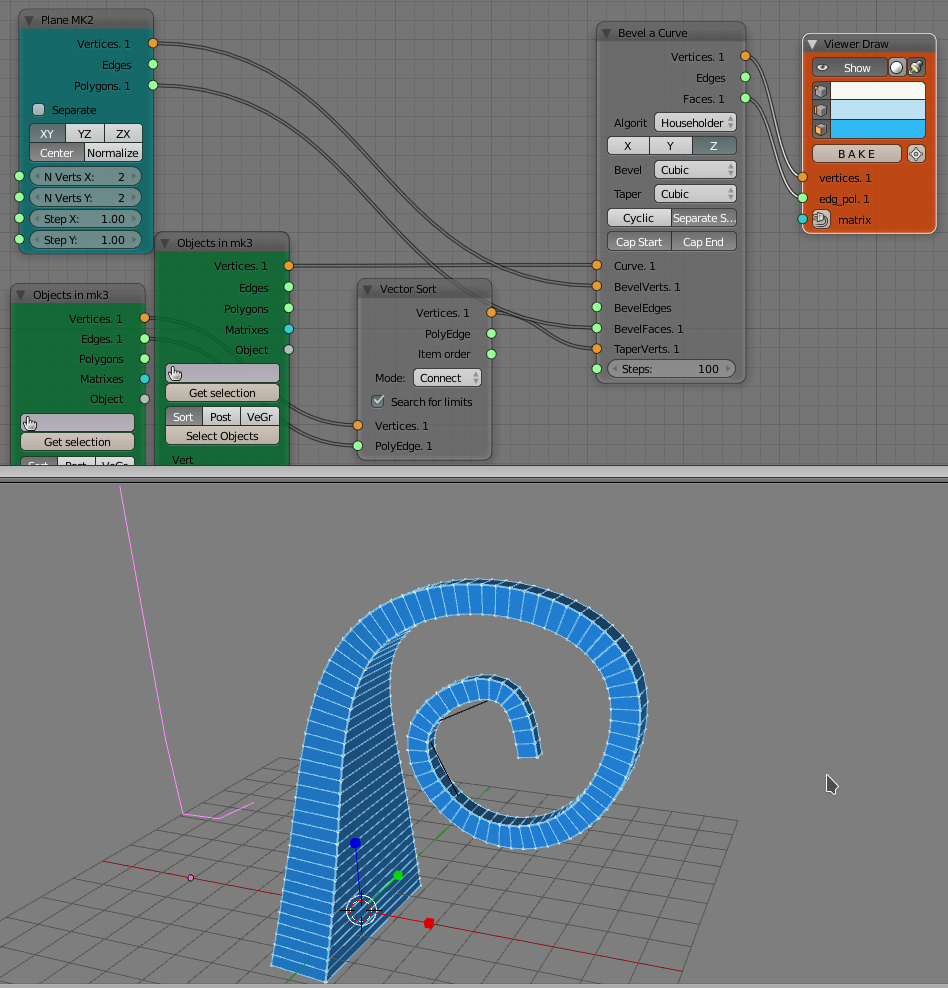 Plane MK2
Vertices. 1
Edges
Polygons. 1
Separate
XY YZ ZX
Center Normalize
N Verts X: 2
N Verts Y: 2
Step X: 1.00
Step Y: 1.00
Objects in mk3
Vertices. 1
Edges. 1
Polygons
Matrixes
Object
Get selection
Sort Post VeGr
Objects in mk3
Vertices. 1
Edges
Polygons
Matrixes
Object
Get selection
Sort Post VeGr
Select Objects
Vert
Vector Sort
Vertices. 1
PolyEdge
Item order
Mode: Connect
Search for limits
Vertices. 1
PolyEdge. 1
Bevel a Curve
Vertices. 1
Edges
Faces. 1
Algorit Householder
X Y Z
Bevel Cubic
Taper Cubic
Cyclic Separate S...
Cap Start Cap End
Curve. 1
BevelVerts. 1
BevelEdges
BevelFaces. 1
TaperVerts. 1
Steps: 100
Viewer Draw
Show
BAKE
vertices. 1
edg_pol. 1
matrix